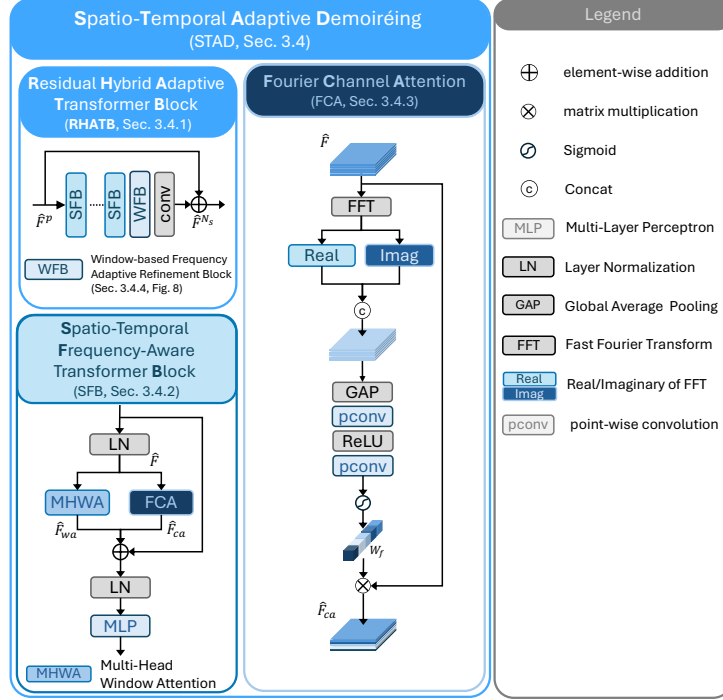 Spatio-Temporal Adaptive Demoiréing
(STAD, Sec. 3.4)
Residual Hybrid Adaptive
Transformer Block
(RHATB, Sec. 3.4.1)
F̂^p
SFB
SFB
WFB
conv
F̂^{N_s}
WFB
Window-based Frequency
Adaptive Refinement Block
(Sec. 3.4.4, Fig. 8)
Spatio-Temporal
Frequency-Aware
Transformer Block
(SFB, Sec. 3.4.2)
LN
F̂
MHWA
FCA
F̂_{wa}
F̂_{ca}
LN
MLP
MHWA
Multi-Head
Window Attention
Fourier Channel Attention
(FCA, Sec. 3.4.3)
F̂
FFT
Real
Imag
c
GAP
pconv
ReLU
pconv
W_f
F̂_{ca}
Legend
element-wise addition
matrix multiplication
Sigmoid
c Concat
MLP Multi-Layer Perceptron
LN Layer Normalization
GAP Global Average Pooling
FFT Fast Fourier Transform
Real
Imag
Real/Imaginary of FFT
pconv point-wise convolution